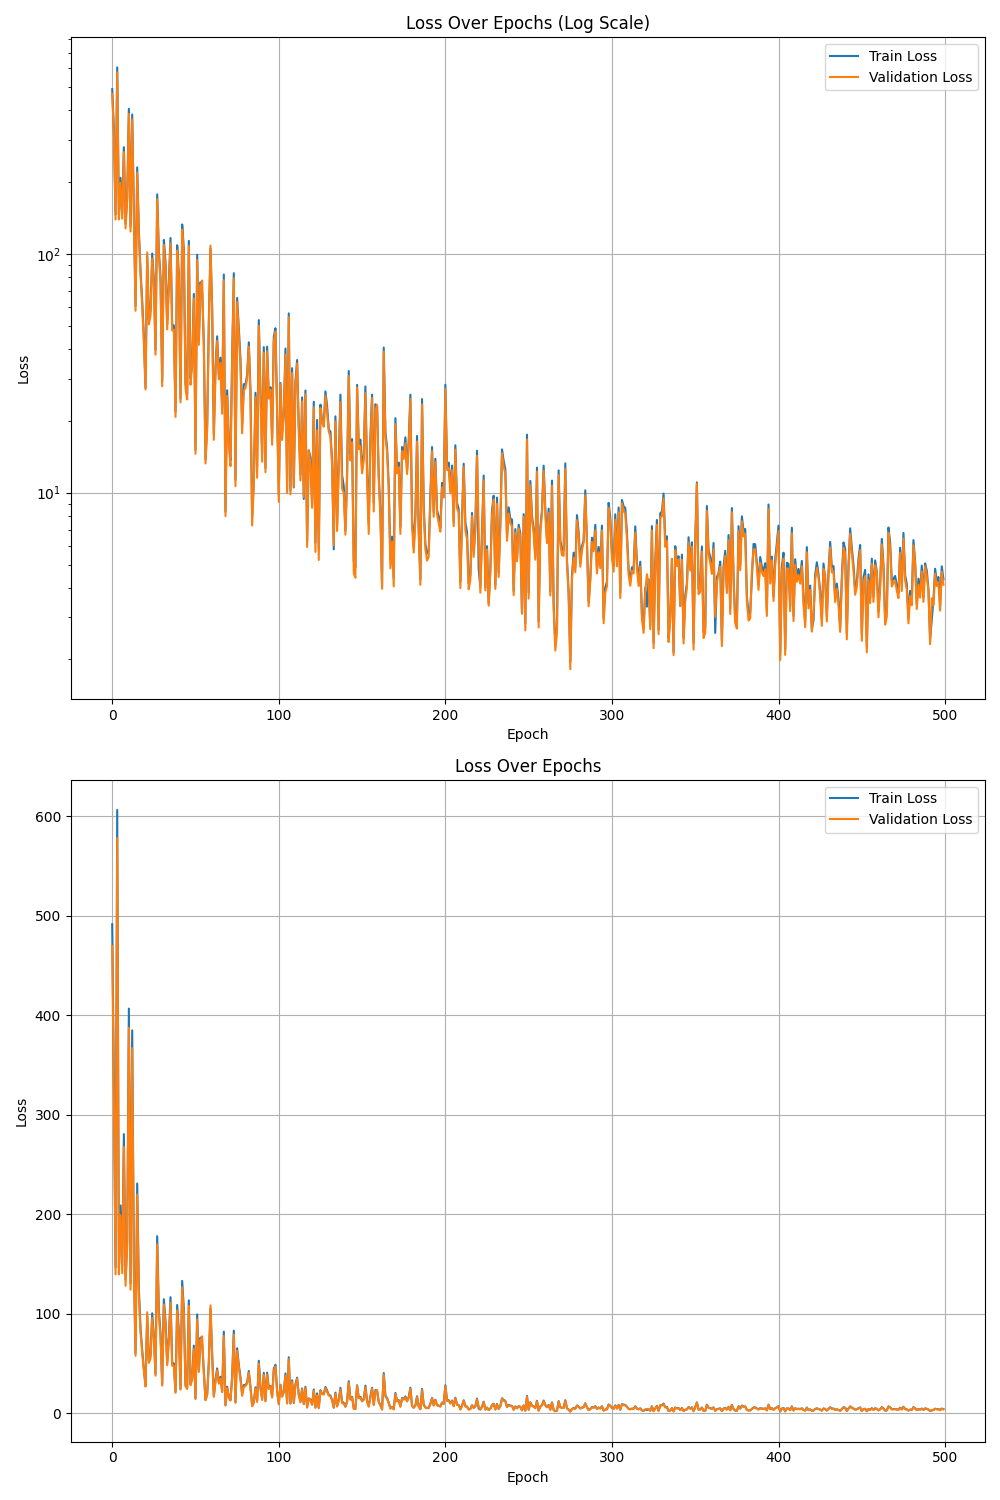 Loss Over Epochs (Log Scale)
Train Loss
Validation Loss
10²
10¹
Loss
0 100 200 300 400 500
Epoch
Loss Over Epochs
Train Loss
Validation Loss
600
500
400
300
200
100
0
Loss
0 100 200 300 400 500
Epoch